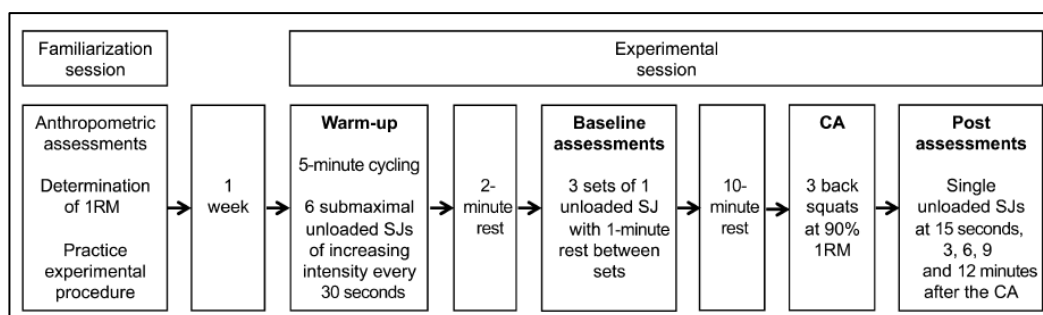 Familiarization
session
Experimental
session
Anthropometric
assessments
Determination
of 1RM
Practice
experimental
procedure
1
week
Warm-up
5-minute cycling
6 submaximal
unloaded SJs
of increasing
intensity every
30 seconds
2-
minute
rest
Baseline
assessments
3 sets of 1
unloaded SJ
with 1-minute
rest between
sets
10-
minute
rest
CA
3 back
squats
at 90%
1RM
Post
assessments
Single
unloaded SJs
at 15 seconds,
3, 6, 9
and 12 minutes
after the CA